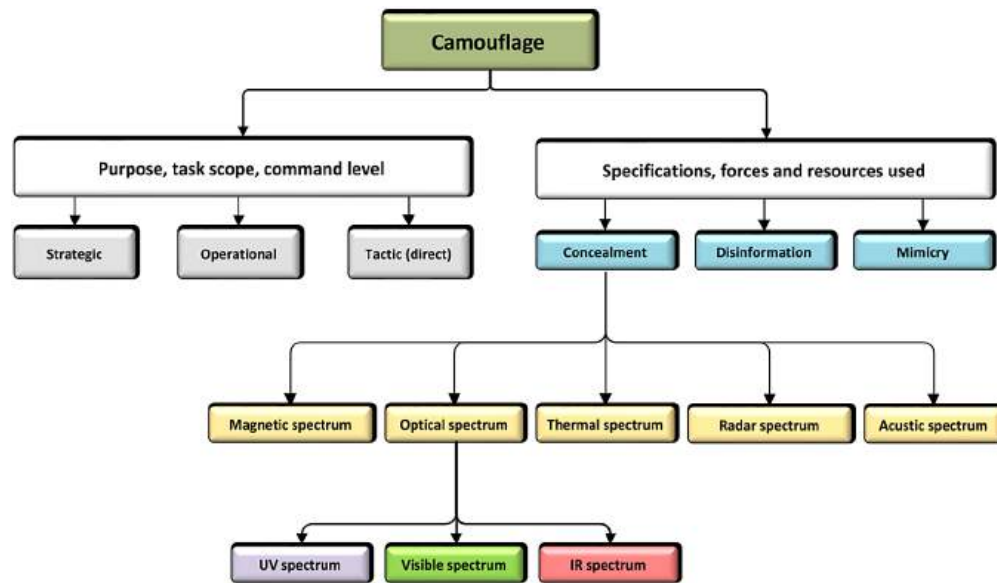 Camouflage
Purpose, task scope, command level
Specifications, forces and resources used
Strategic
Operational
Tactic (direct)
Concealment
Disinformation
Mimicry
Magnetic spectrum
Optical spectrum
Thermal spectrum
Radar spectrum
Acustic spectrum
UV spectrum
Visible spectrum
IR spectrum